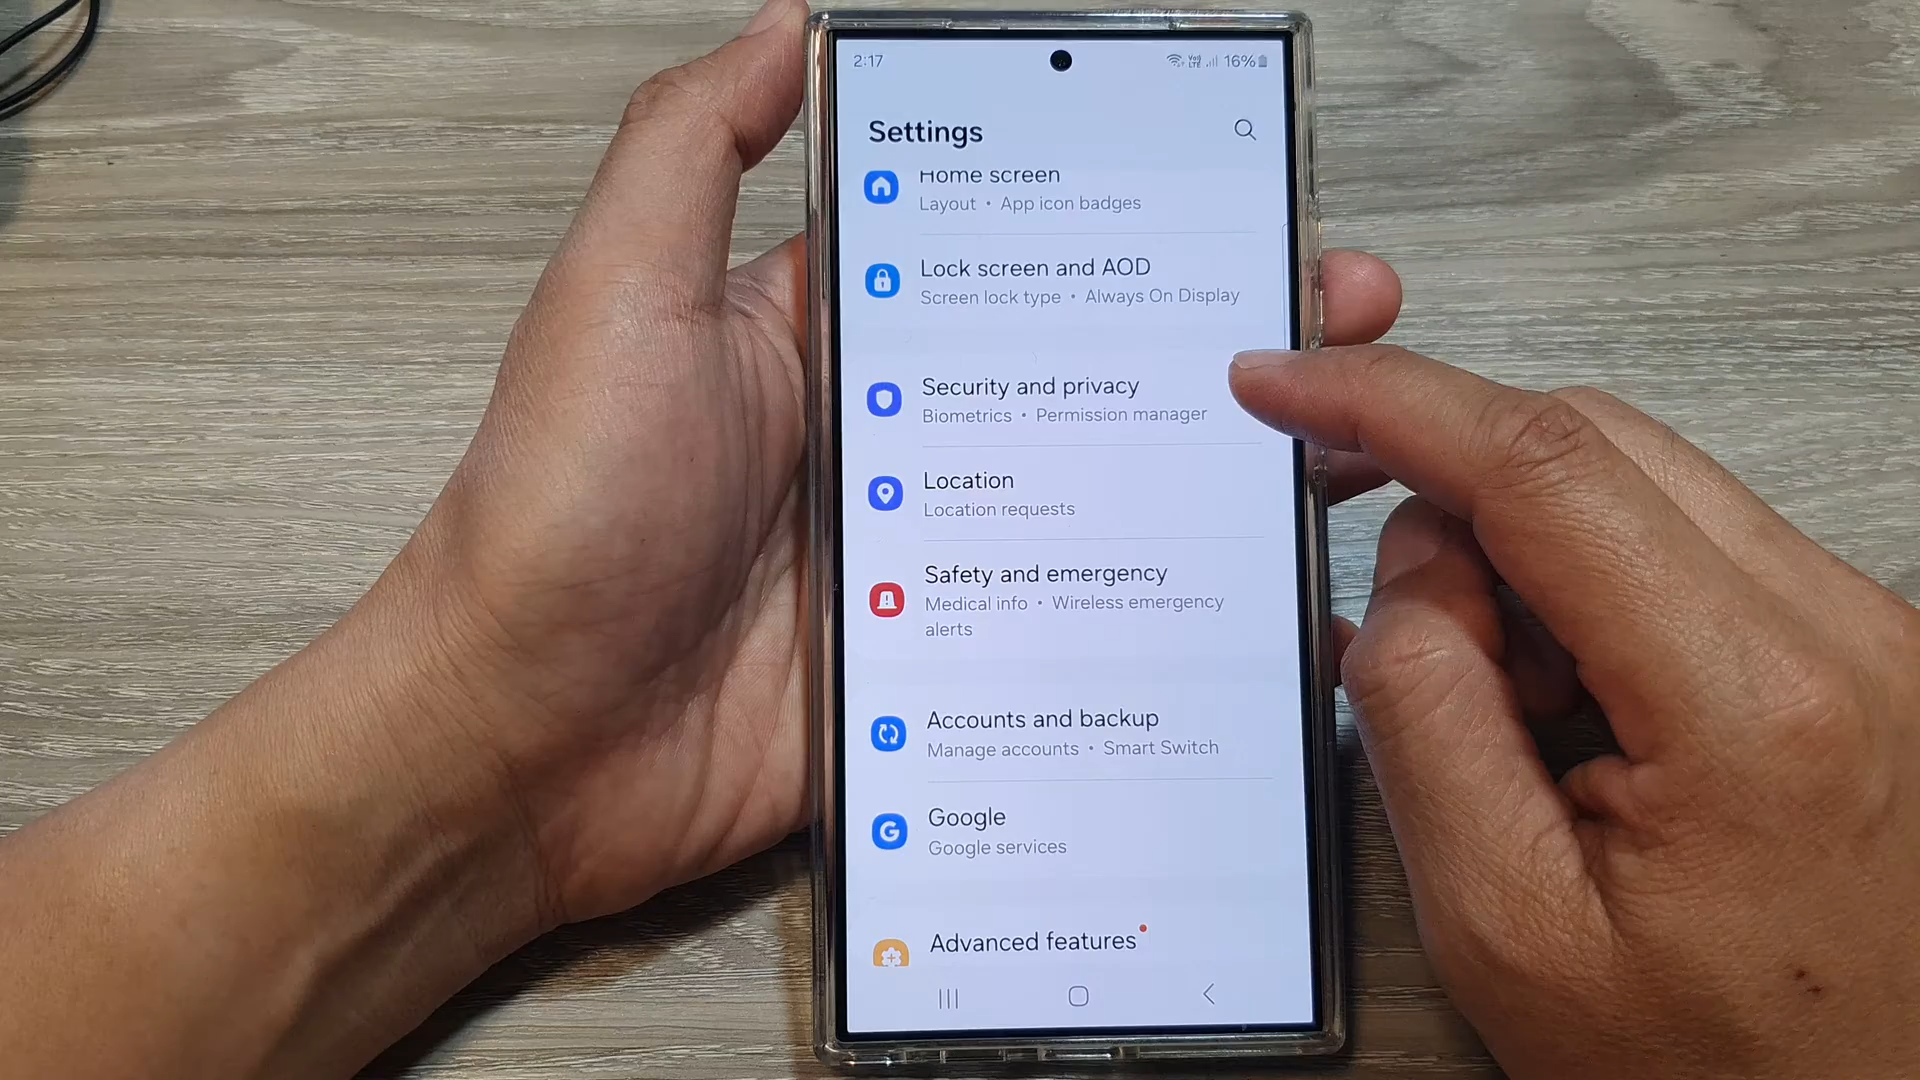 2:17
Vo) LTE 16%
Settings
Home screen
Layout • App icon badges
Lock screen and AOD
Screen lock type • Always On Display
Security and privacy
Biometrics • Permission manager
Location
Location requests
Safety and emergency
Medical info • Wireless emergency
alerts
Accounts and backup
Manage accounts • Smart Switch
G
Google
Google services
Advanced features